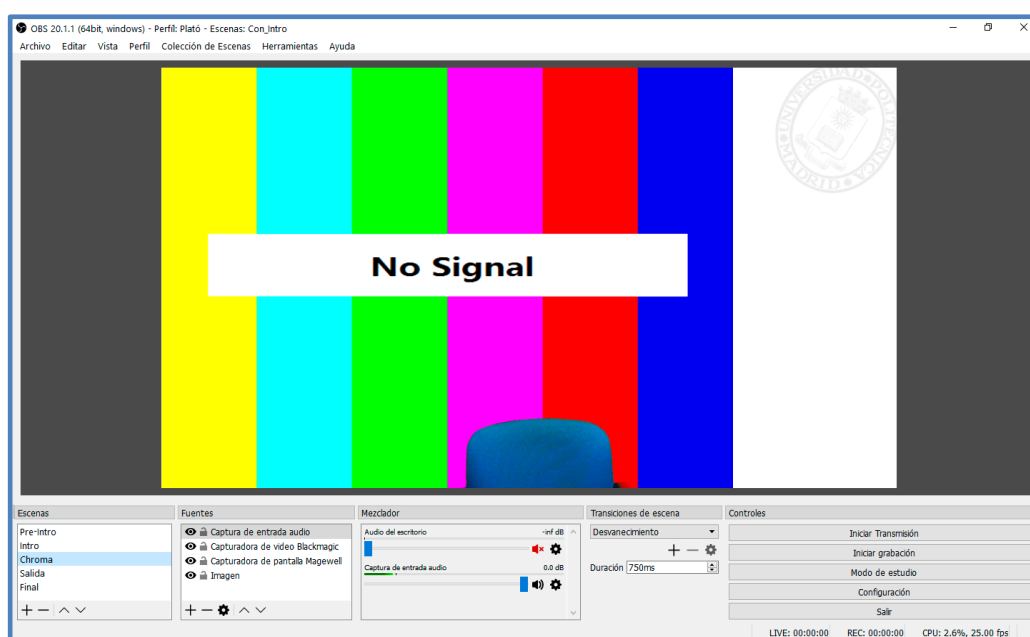 OBS 20.1.1 (64bit, windows) - Perfil: Plató - Escenas: Con_Intro
Archivo Editar Vista Perfil Colección de Escenas Herramientas Ayuda
UNIVERSIDAD POLITECNICA MADRID
No Signal
Escenas
Pre-Intro
Intro
Chroma
Salida
Final
Fuentes
Captura de entrada audio
Capturadora de video Blackmagic
Capturadora de pantalla Magewell
Imagen
Mezclador
Audio del escritorio -inf dB
Captura de entrada audio 0.0 dB
Transiciones de escena
Desvanecimiento
Duración 750ms
Controles
Iniciar Transmisión
Iniciar grabación
Modo de estudio
Configuración
Salir
LIVE: 00:00:00 REC: 00:00:00 CPU: 2.6%, 25.00 fps